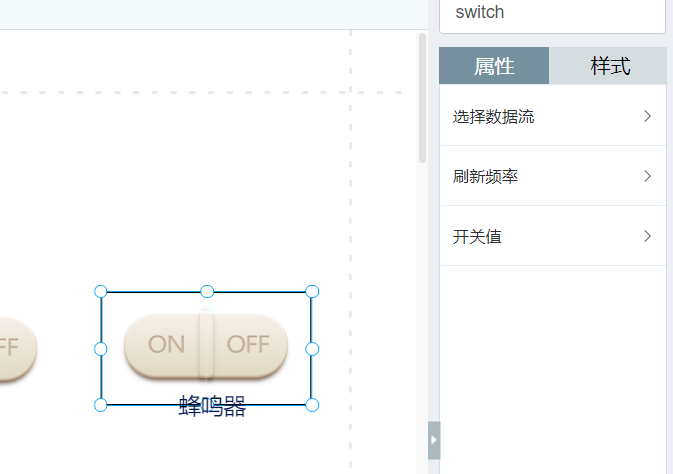 switch
属性 样式
选择数据流
刷新频率
开关值
FF ON OFF
蜂鸣器